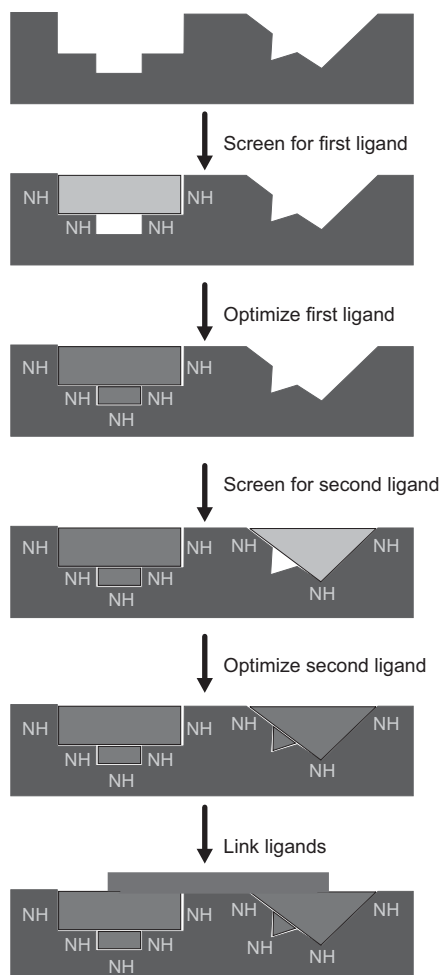 Screen for first ligand
NH NH
NH NH
Optimize first ligand
NH NH
NH NH
NH
Screen for second ligand
NH NH NH NH
NH NH NH
NH
Optimize second ligand
NH NH NH NH
NH NH NH
NH
Link ligands
NH NH NH NH
NH NH NH NH
NH